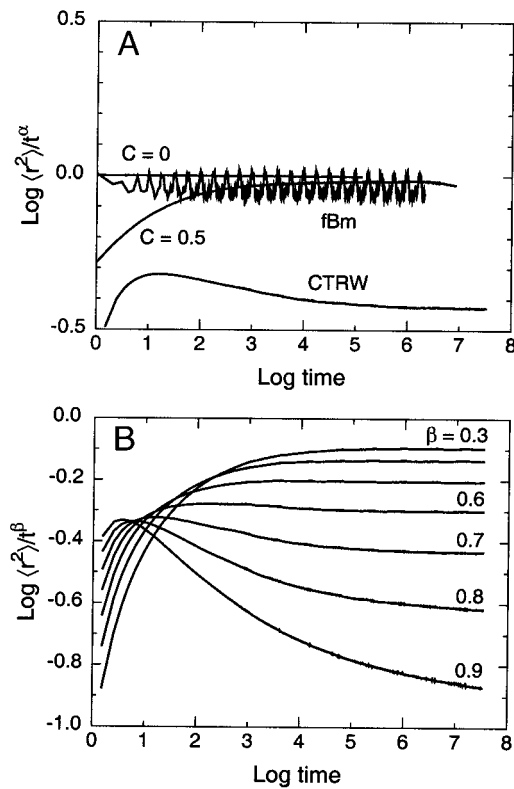 A
0.5
0.0
-0.5
Log ⟨r²⟩/t^α
C = 0
C = 0.5
fBm
CTRW
0 1 2 3 4 5 6 7 8
Log time
B
0.0
-0.2
-0.4
-0.6
-0.8
-1.0
Log ⟨r²⟩/t^β
β = 0.3
0.6
0.7
0.8
0.9
0 1 2 3 4 5 6 7 8
Log time